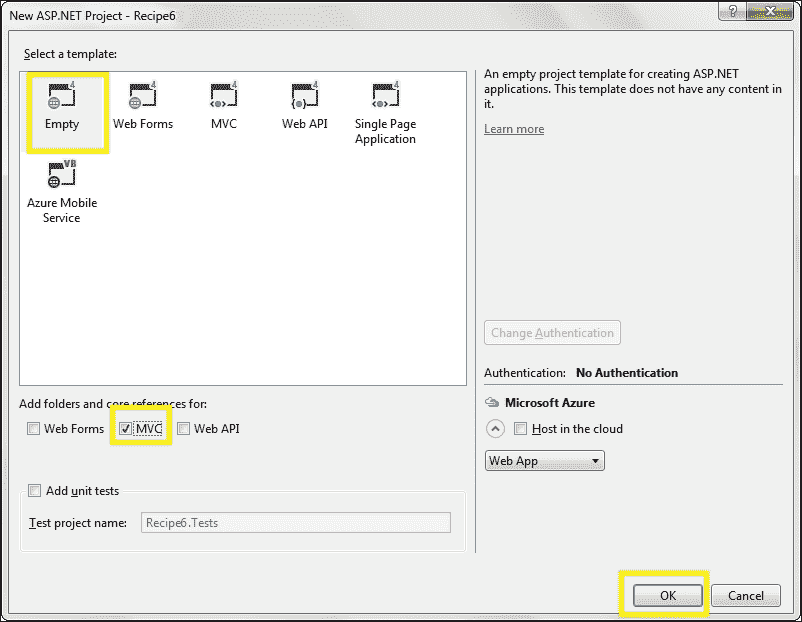 New ASP.NET Project - Recipe6
?
Select a template:
4
4
4
4
4
Empty
Web Forms
MVC
Web API
Single Page
Application
VB
Azure Mobile
Service
An empty project template for creating ASP.NET
applications. This template does not have any content in
it.
Learn more
Change Authentication
Authentication: No Authentication
Microsoft Azure
Host in the cloud
Web App
Add folders and core references for:
Web Forms
MVC
Web API
Add unit tests
Test project name: Recipe6.Tests
OK
Cancel